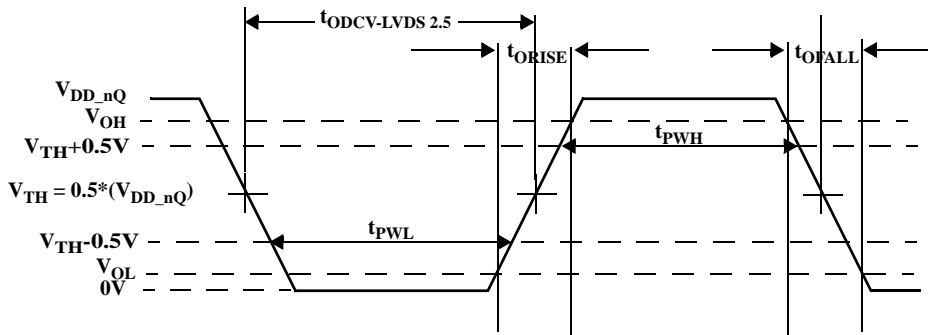 tODCV-LVDS 2.5
tORISE
tOFALL
VDD_nQ
VOH
VTH+0.5V
tPWH
VTH = 0.5*(VDD_nQ)
VTH-0.5V
tPWL
VOL
0V